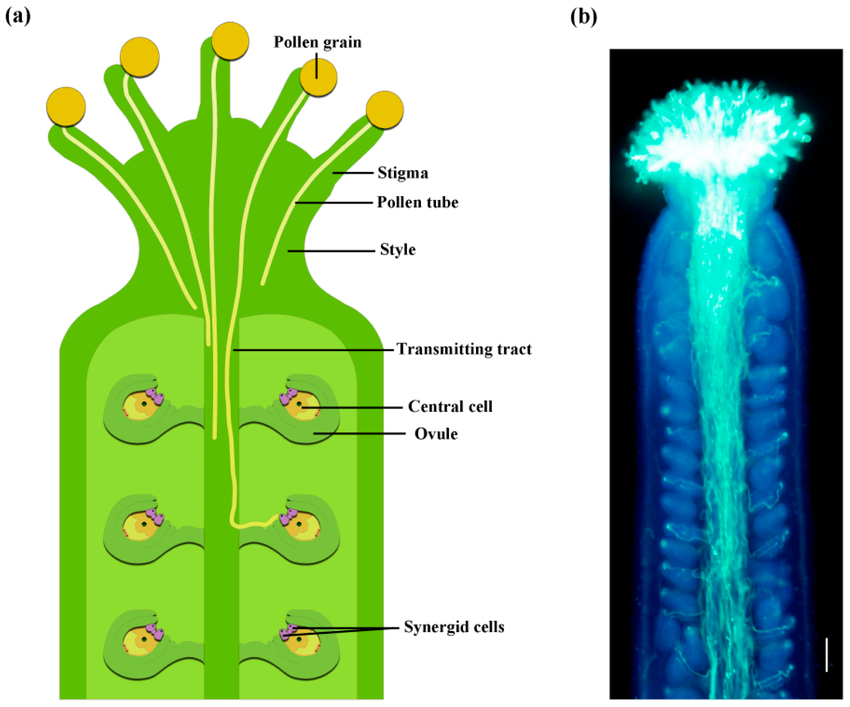 (a)
(b)
Pollen grain
Stigma
Pollen tube
Style
Transmitting tract
Central cell
Ovule
Synergid cells